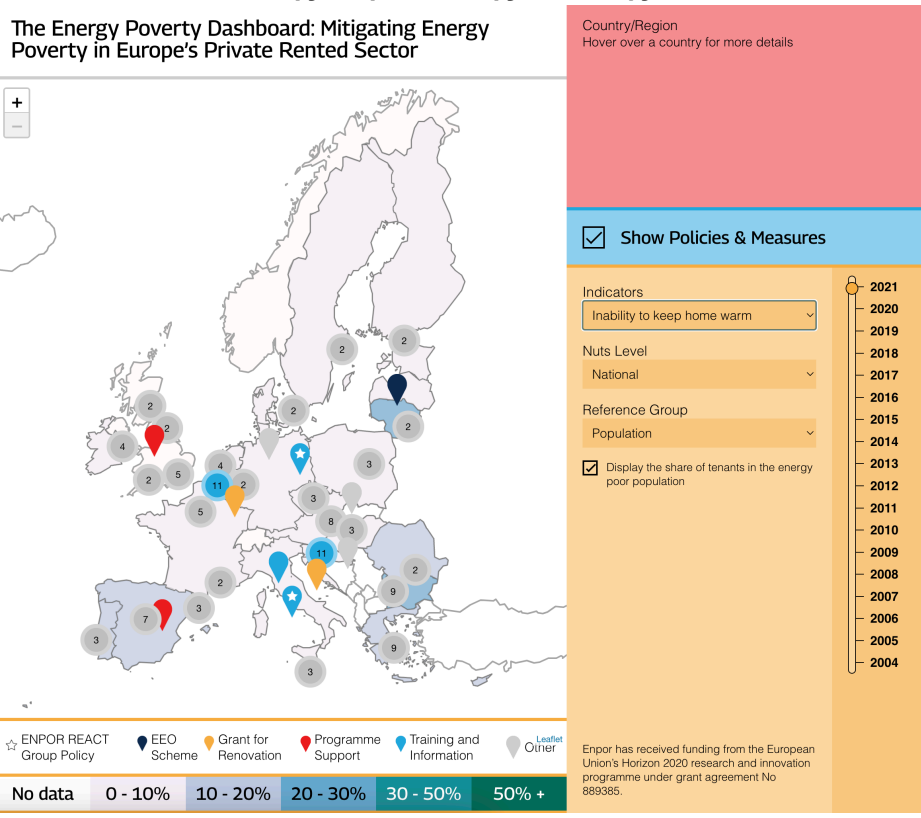 The Energy Poverty Dashboard: Mitigating Energy
Poverty in Europe's Private Rented Sector
+
−
2
2
2
2
2
4
2
5
2
4
11
2
5
3
3
8
3
11
2
9
2
3
7
3
9
3
ENPOR REACT
Group Policy
EEO
Scheme
Grant for
Renovation
Programme
Support
Training and
Information
Leaflet
Other
No data
0 - 10%
10 - 20%
20 - 30%
30 - 50%
50% +
Country/Region
Hover over a country for more details
Show Policies & Measures
Indicators
Inability to keep home warm
Nuts Level
National
Reference Group
Population
Display the share of tenants in the energy
poor population
2021
2020
2019
2018
2017
2016
2015
2014
2013
2012
2011
2010
2009
2008
2007
2006
2005
2004
Enpor has received funding from the European
Union's Horizon 2020 research and innovation
programme under grant agreement No
889385.